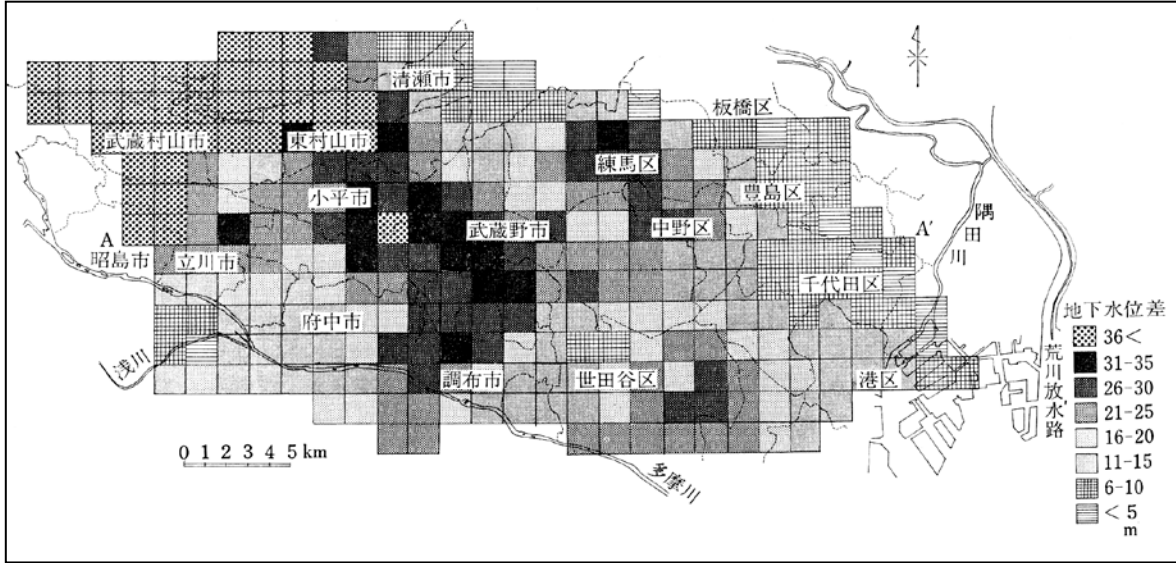 清瀬市
板橋区
武蔵村山市
東村山市
練馬区
小平市
豊島区
武蔵野市
中野区
A
A′
昭島市
立川市
隅田川
千代田区
府中市
浅川
調布市
世田谷区
港区
多摩川
荒川放水路
0 1 2 3 4 5 km
地下水位差
36<
31-35
26-30
21-25
16-20
11-15
6-10
< 5
m